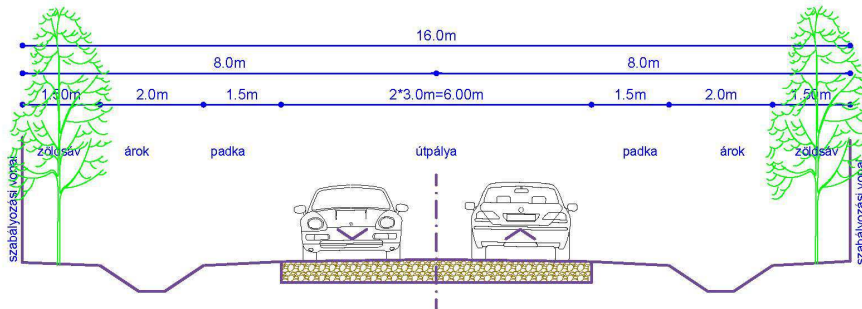 16.0m
8.0m 8.0m
1.50m 2.0m 1.5m 2*3.0m=6.00m 1.5m 2.0m 1.50m
zöldsáv árok padka útpálya padka árok zöldsáv
szabályozási vonal
szabályozási vonal